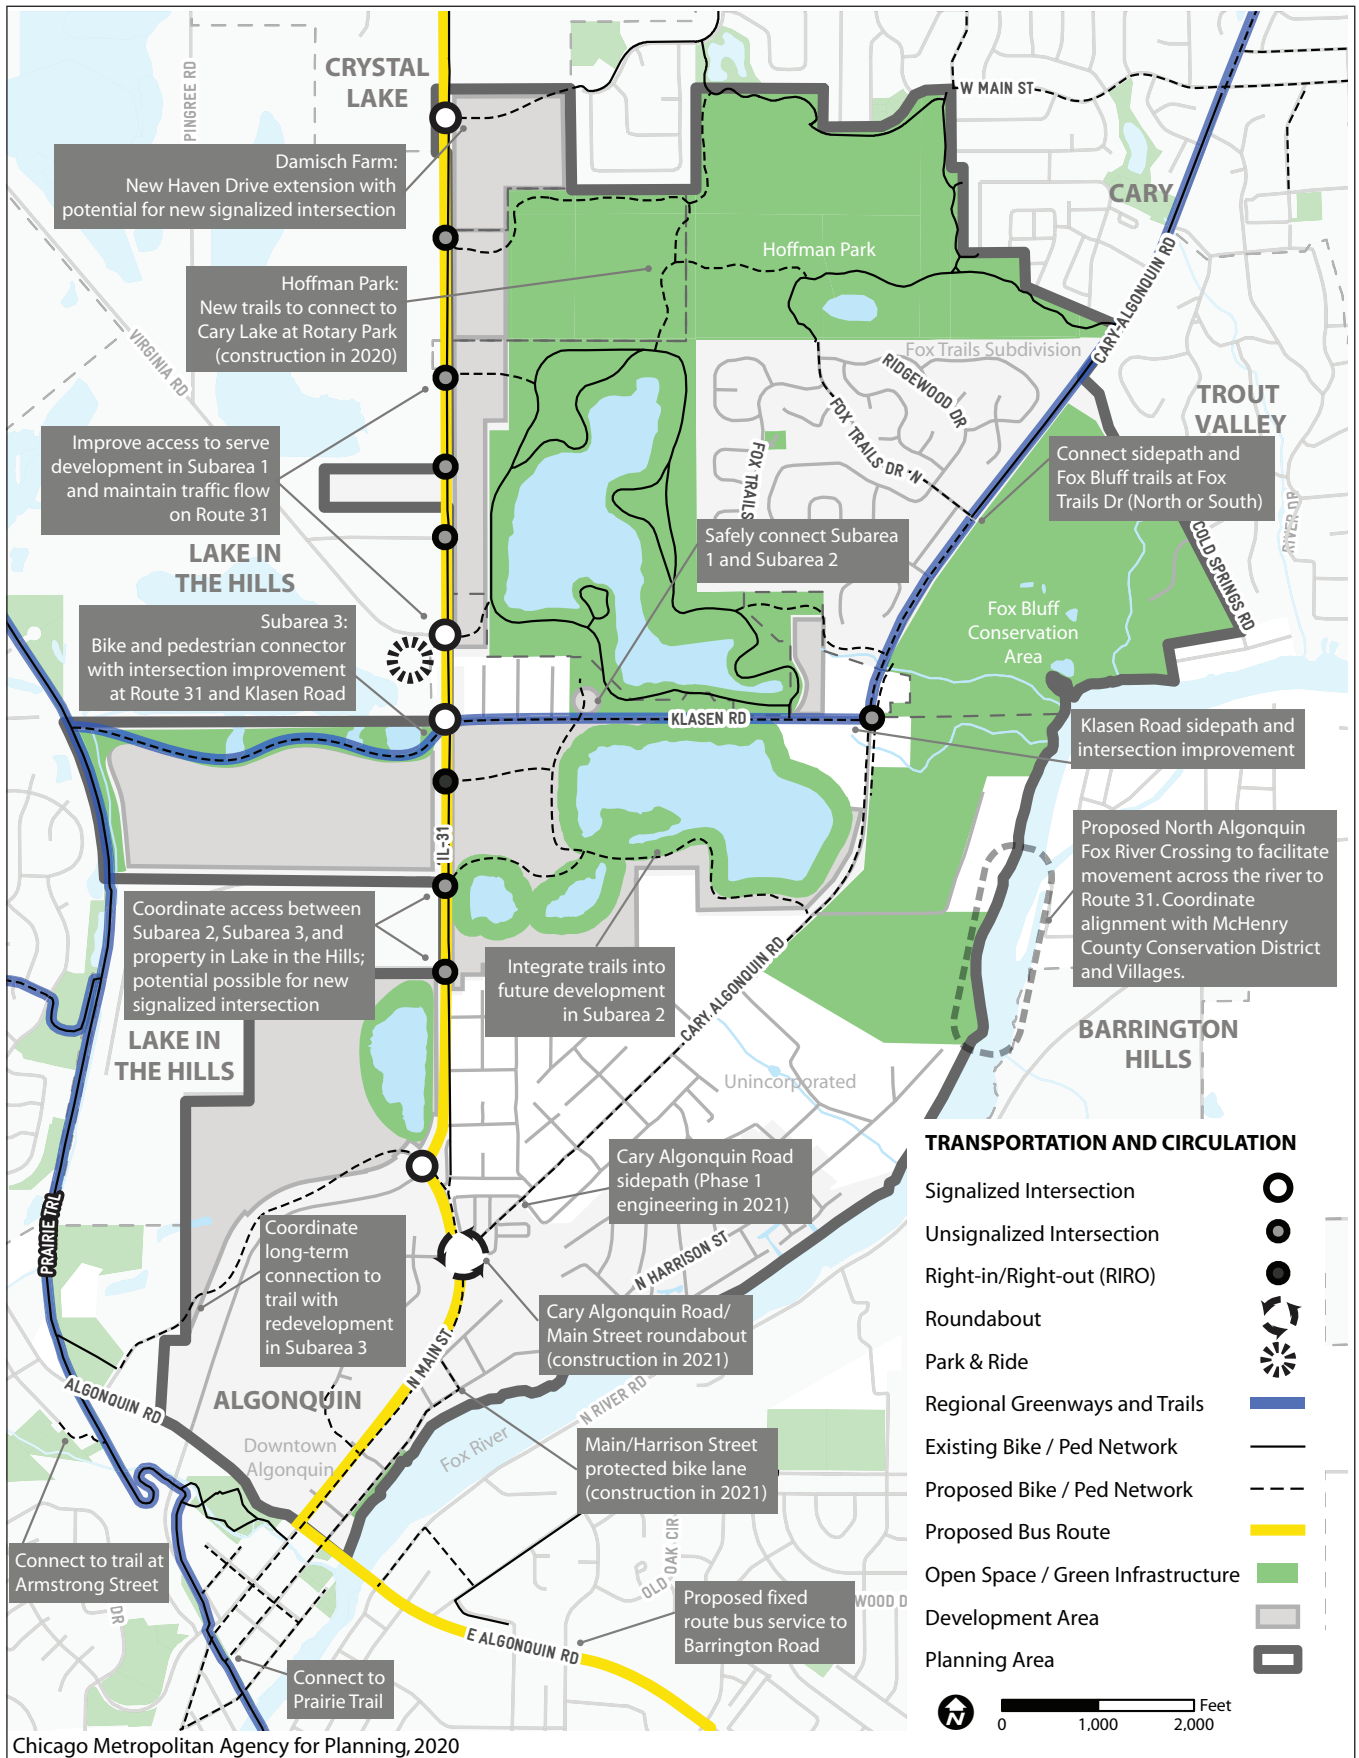 CRYSTAL
LAKE
PINGREE RD
W MAIN ST
CARY
Damisch Farm:
New Haven Drive extension with
potential for new signalized intersection
Hoffman Park
CARY-ALGONQUIN RD
Hoffman Park:
New trails to connect to
Cary Lake at Rotary Park
(construction in 2020)
VIRGINIA RD
Fox Trails Subdivision
RIDGEWOOD DR
FOX TRAILS DR N
FOX TRAILS
TROUT
VALLEY
Improve access to serve
development in Subarea 1
and maintain traffic flow
on Route 31
Connect sidepath and
Fox Bluff trails at Fox
Trails Dr (North or South)
RIVER DR
COLD SPRINGS RD
Safely connect Subarea
1 and Subarea 2
LAKE IN
THE HILLS
Fox Bluff
Conservation
Area
Subarea 3:
Bike and pedestrian connector
with intersection improvement
at Route 31 and Klasen Road
KLASEN RD
Klasen Road sidepath and
intersection improvement
IL-31
Proposed North Algonquin
Fox River Crossing to facilitate
movement across the river to
Route 31. Coordinate
alignment with McHenry
County Conservation District
and Villages.
Coordinate access between
Subarea 2, Subarea 3, and
property in Lake in the Hills;
potential possible for new
signalized intersection
Integrate trails into
future development
in Subarea 2
CARY ALGONQUIN RD
LAKE IN
THE HILLS
BARRINGTON
HILLS
Unincorporated
Cary Algonquin Road
sidepath (Phase 1
engineering in 2021)
PRAIRIE TRL
Coordinate
long-term
connection to
trail with
redevelopment
in Subarea 3
N HARRISON ST
Cary Algonquin Road/
Main Street roundabout
(construction in 2021)
N MAIN ST
ALGONQUIN RD
ALGONQUIN
N RIVER RD
Downtown
Algonquin
Fox River
Main/Harrison Street
protected bike lane
(construction in 2021)
Connect to trail at
Armstrong Street
DR
OLD OAK CIR
WOOD D
Proposed fixed
route bus service to
Barrington Road
E ALGONQUIN RD
Connect to
Prairie Trail
TRANSPORTATION AND CIRCULATION
Signalized Intersection
Unsignalized Intersection
Right-in/Right-out (RIRO)
Roundabout
Park & Ride
Regional Greenways and Trails
Existing Bike / Ped Network
Proposed Bike / Ped Network
Proposed Bus Route
Open Space / Green Infrastructure
Development Area
Planning Area
N
Feet
0 1,000 2,000
Chicago Metropolitan Agency for Planning, 2020